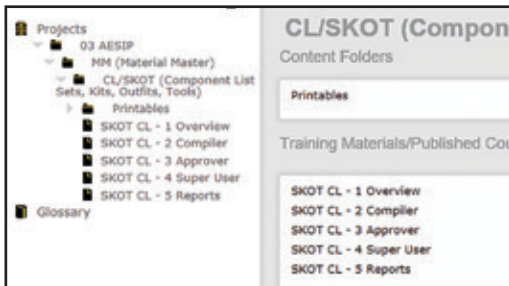 Projects
03 AESIP
MM (Material Master)
CL/SKOT (Component List
Sets, Kits, Outfits, Tools)
Printables
SKOT CL - 1 Overview
SKOT CL - 2 Compiler
SKOT CL - 3 Approver
SKOT CL - 4 Super User
SKOT CL - 5 Reports
Glossary
CL/SKOT (Compon
Content Folders
Printables
Training Materials/Published Cou
SKOT CL - 1 Overview
SKOT CL - 2 Compiler
SKOT CL - 3 Approver
SKOT CL - 4 Super User
SKOT CL - 5 Reports